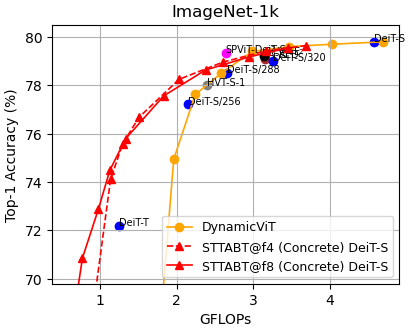 ImageNet-1k
Top-1 Accuracy (%)
80
78
76
74
72
70
DeiT-S
SPViT-DeiT-S
DeiT-S/320
DeiT-S/288
HVT-S-1
DeiT-S/256
DeiT-T
DynamicViT
STTABT@f4 (Concrete) DeiT-S
STTABT@f8 (Concrete) DeiT-S
1 2 3 4
GFLOPs